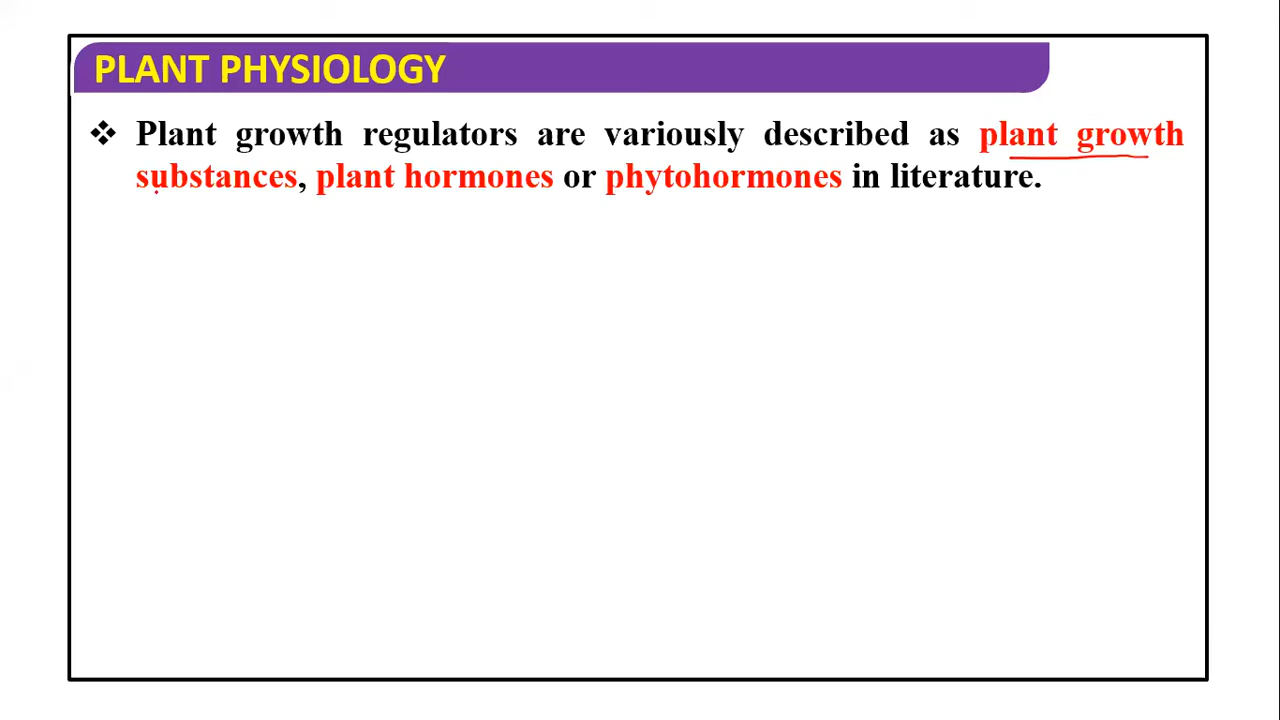 PLANT PHYSIOLOGY
❖ Plant growth regulators are variously described as plant growth
substances, plant hormones or phytohormones in literature.